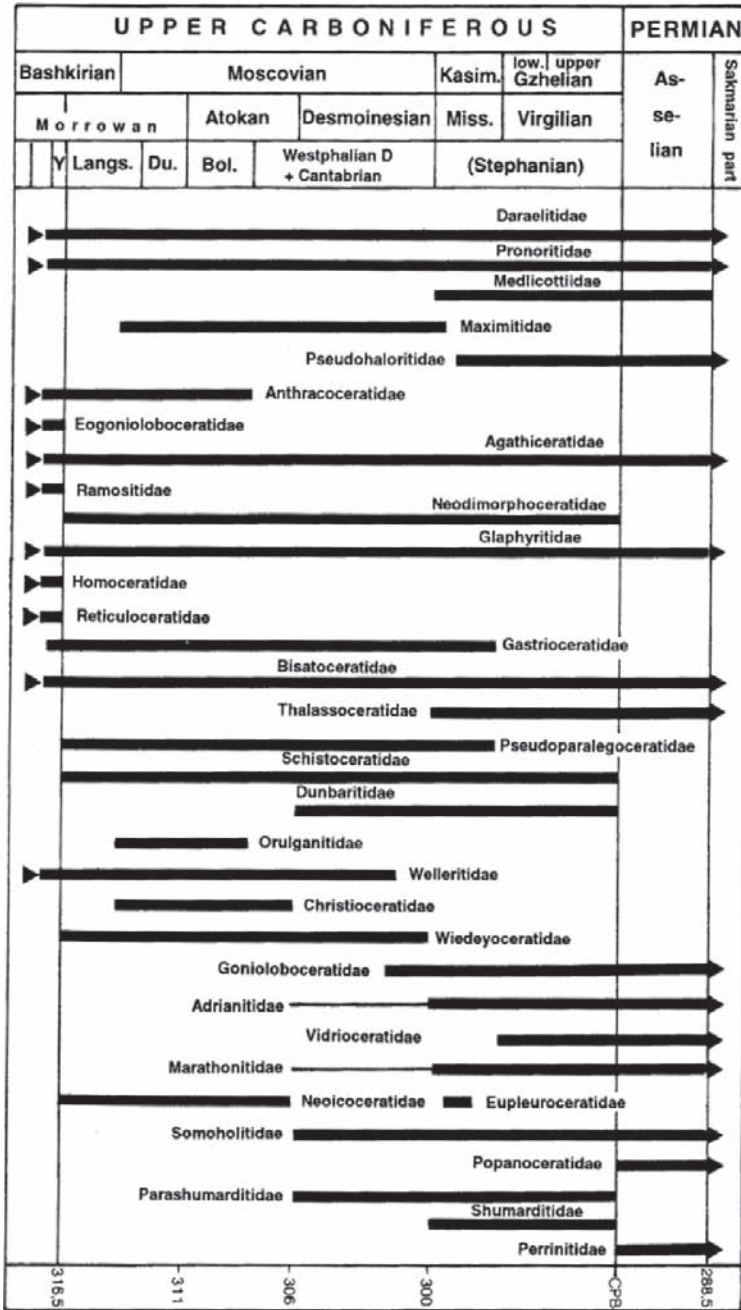 UPPER CARBONIFEROUS PERMIAN
Bashkirian Moscovian Kasim. low. upper Gzhelian As-se-lian Sakmarian part
Morrowan Atokan Desmoinesian Miss. Virgilian
Y Langs. Du. Bol. Westphalian D + Cantabrian (Stephanian)
Daraelitidae
Pronoritidae
Medlicottiidae
Maximitidae
Pseudohaloritidae
Anthracoceratidae
Eogonioloboceratidae
Agathiceratidae
Ramositidae
Neodimorphoceratidae
Glaphyritidae
Homoceratidae
Reticuloceratidae
Gastrioceratidae
Bisatoceratidae
Thalassoceratidae
Pseudoparalegoceratidae
Schistoceratidae
Dunbaritidae
Orulganitidae
Welleritidae
Christioceratidae
Wiedeyoceratidae
Gonioloboceratidae
Adrianitidae
Vidrioceratidae
Marathonitidae
Neoicoceratidae Eupleuroceratidae
Somoholitidae
Popanoceratidae
Parashumarditidae
Shumarditidae
Perrinitidae
316,5 311 306 300 CPB 288,5